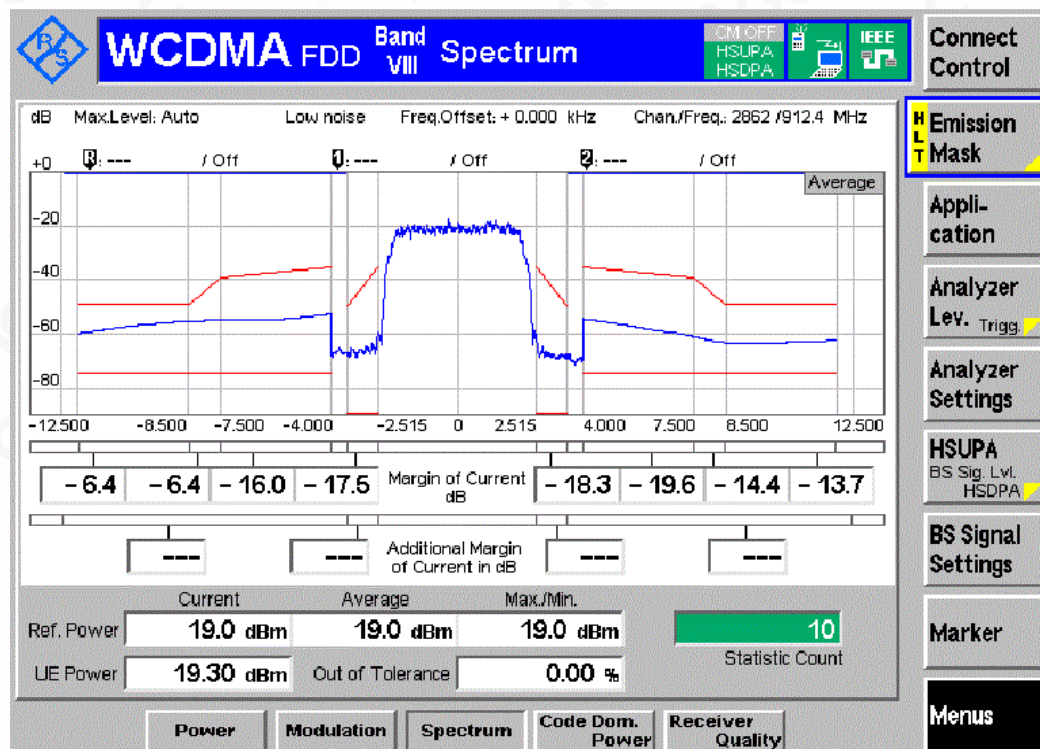 R S
WCDMA FDD Band VIII Spectrum
CM OFF
HSUPA
HSDPA
IEEE
Connect Control
dB Max.Level: Auto Low noise Freq.Offset: + 0.000 kHz Chan./Freq.: 2862 /912.4 MHz
H L T
Emission Mask
+0 R: --- / Off 1: --- / Off 2: --- / Off
Average
-20
-40
-60
-80
-12.500 -8.500 -7.500 -4.000 -2.515 0 2.515 4.000 7.500 8.500 12.500
Appli-
cation
Analyzer
Lev. Trigg.
Analyzer
Settings
- 6.4 - 6.4 - 16.0 - 17.5 Margin of Current dB - 18.3 - 19.6 - 14.4 - 13.7
HSUPA
BS Sig. Lvl.
HSDPA
--- --- Additional Margin of Current in dB --- ---
BS Signal
Settings
Current Average Max./Min.
Ref. Power 19.0 dBm 19.0 dBm 19.0 dBm 10
Statistic Count
UE Power 19.30 dBm Out of Tolerance 0.00 %
Marker
Menus
Power Modulation Spectrum Code Dom. Power Receiver Quality